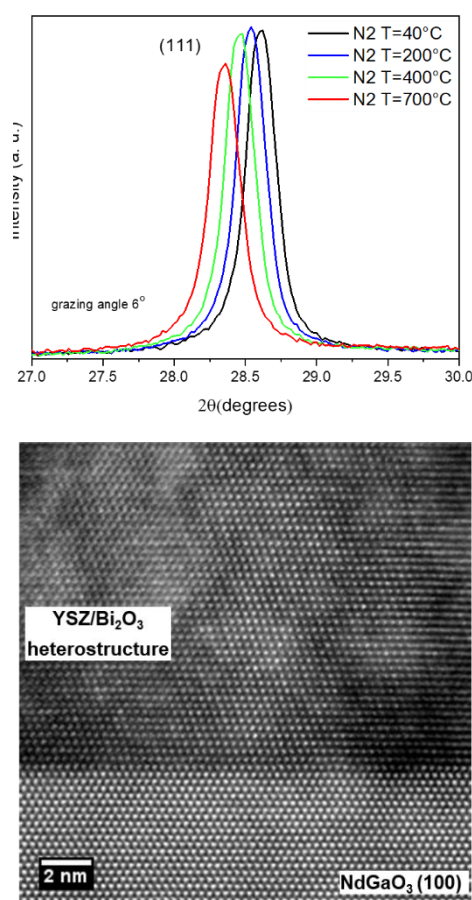 (111)
N2 T=40°C
N2 T=200°C
N2 T=400°C
N2 T=700°C
Intensity (a. u.)
grazing angle 6°
27.0 27.5 28.0 28.5 29.0 29.5 30.0
2θ(degrees)
YSZ/Bi₂O₃
heterostructure
2 nm
NdGaO₃ (100)